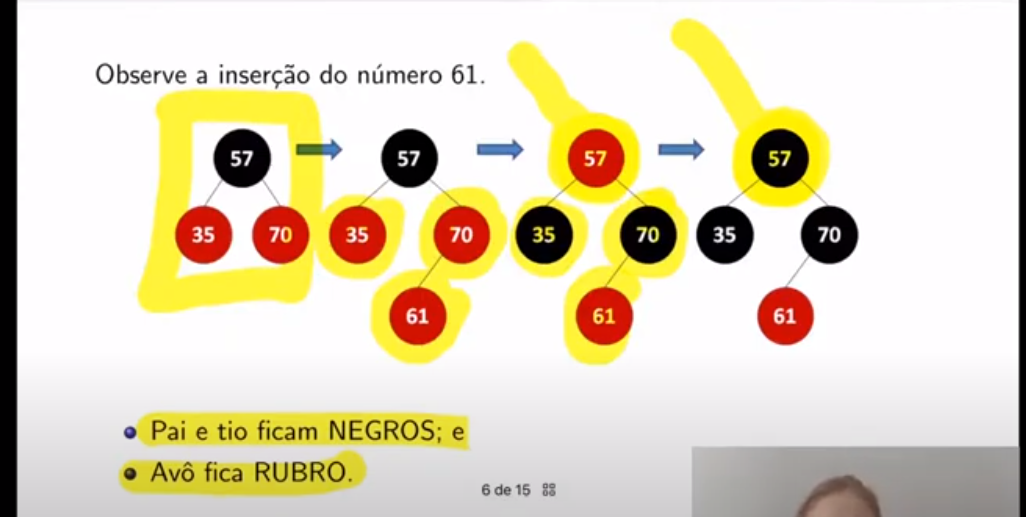 Observe a inserção do número 61.
57 57 57 57
35 70 35 70 35 70 35 70
61 61 61
Pai e tio ficam NEGROS; e
Avô fica RUBRO.
6 de 15